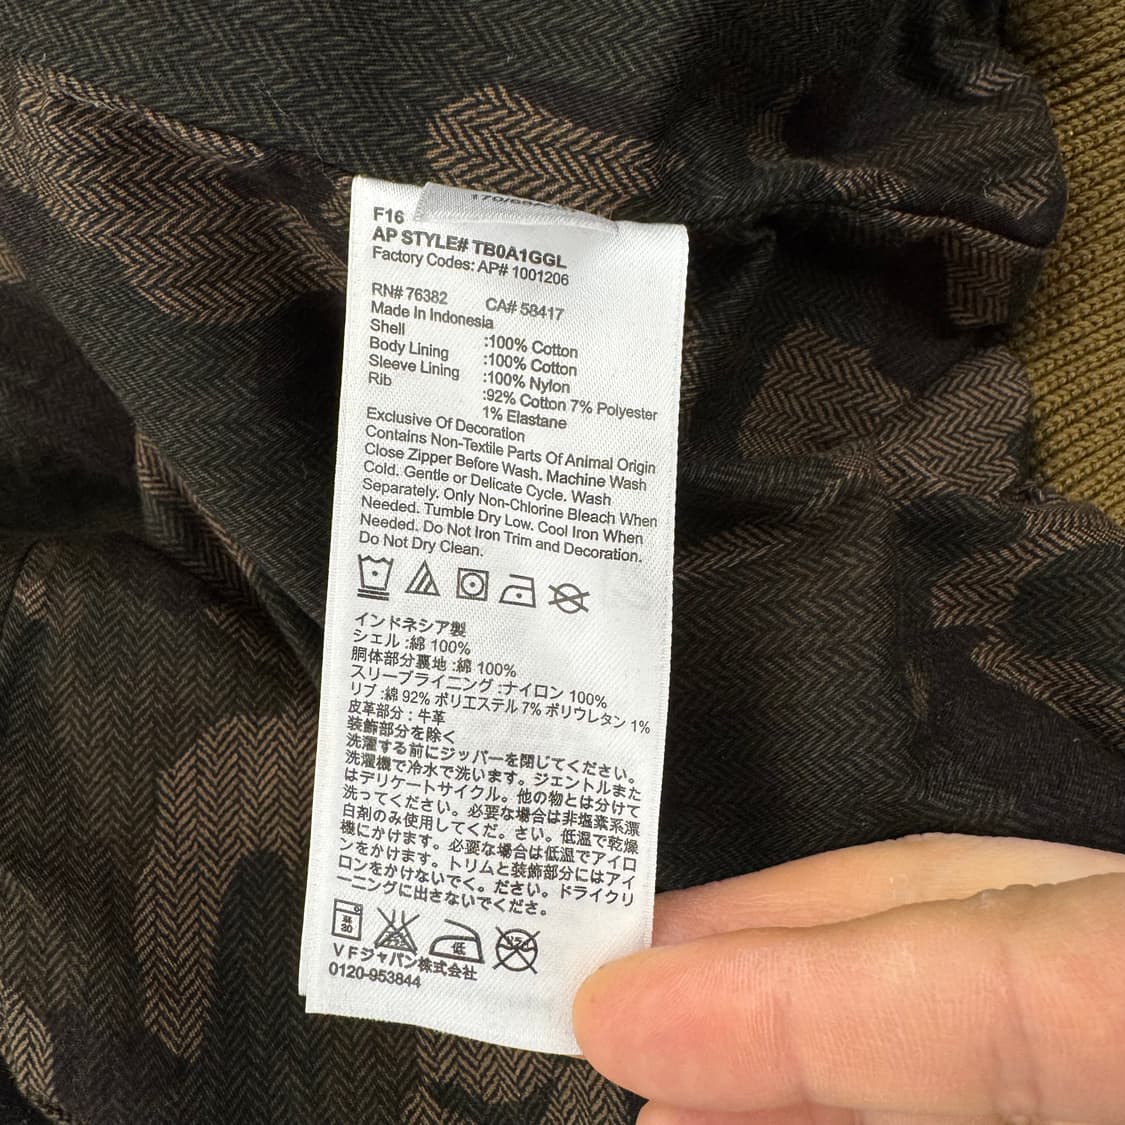 F16
AP STYLE# TB0A1GGL
Factory Codes: AP# 1001206
RN# 76382 CA# 58417
Made In Indonesia
Shell :100% Cotton
Body Lining :100% Cotton
Sleeve Lining :100% Nylon
Rib :92% Cotton 7% Polyester
1% Elastane
Exclusive Of Decoration
Contains Non-Textile Parts Of Animal Origin
Close Zipper Before Wash. Machine Wash
Cold. Gentle or Delicate Cycle. Wash
Separately. Only Non-Chlorine Bleach When
Needed. Tumble Dry Low. Cool Iron When
Needed. Do Not Iron Trim and Decoration.
Do Not Dry Clean.
インドネシア製
シェル :綿 100%
胴体部分裏地 :綿 100%
スリーブライニング :ナイロン 100%
リブ :綿 92% ポリエステル 7% ポリウレタン 1%
皮革部分 : 牛革
装飾部分を除く
洗濯する前にジッパーを閉じてください。
洗濯機で冷水で洗います。ジェントルまた
はデリケートサイクル。他の物とは分けて
洗ってください。必要な場合は非塩素系漂
白剤のみ使用してくだ。さい。低温で乾燥
機にかけます。必要な場合は低温でアイロ
ンをかけます。トリムと装飾部分にはアイ
ロンをかけないでく。ださい。ドライクリ
ーニングに出さないでくださ。
30
低
VFジャパン株式会社
0120-953844